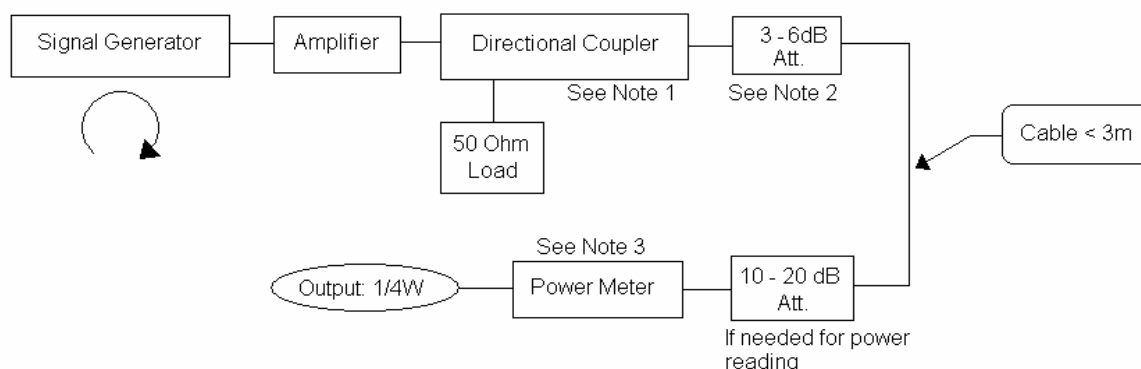 Signal Generator
Amplifier
Directional Coupler
3 - 6dB
Att.
See Note 1
See Note 2
50 Ohm
Load
Cable < 3m
See Note 3
Output: 1/4W
Power Meter
10 - 20 dB
Att.
If needed for power
reading